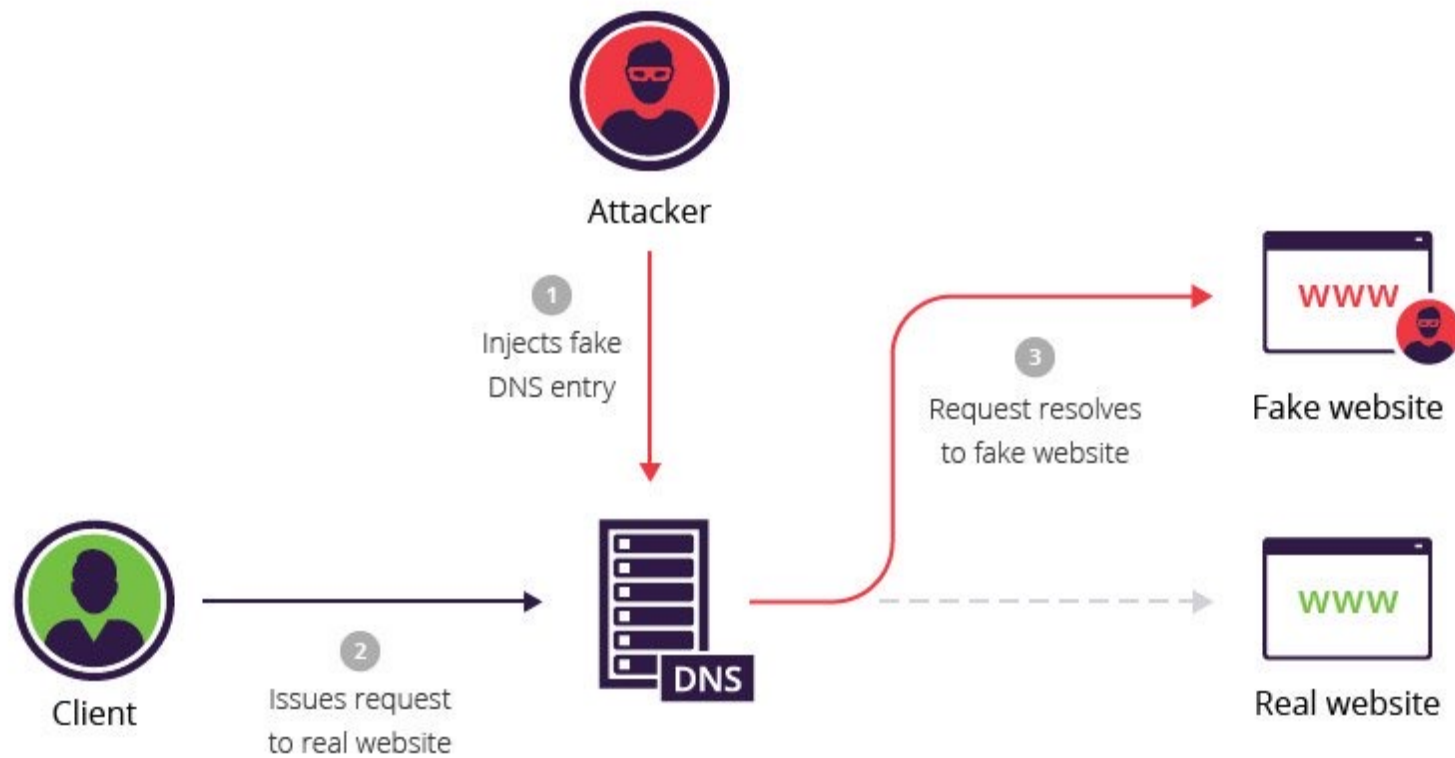 Attacker
1
Injects fake
DNS entry
www
3
Request resolves
to fake website
Fake website
DNS
www
Client
2
Issues request
to real website
Real website